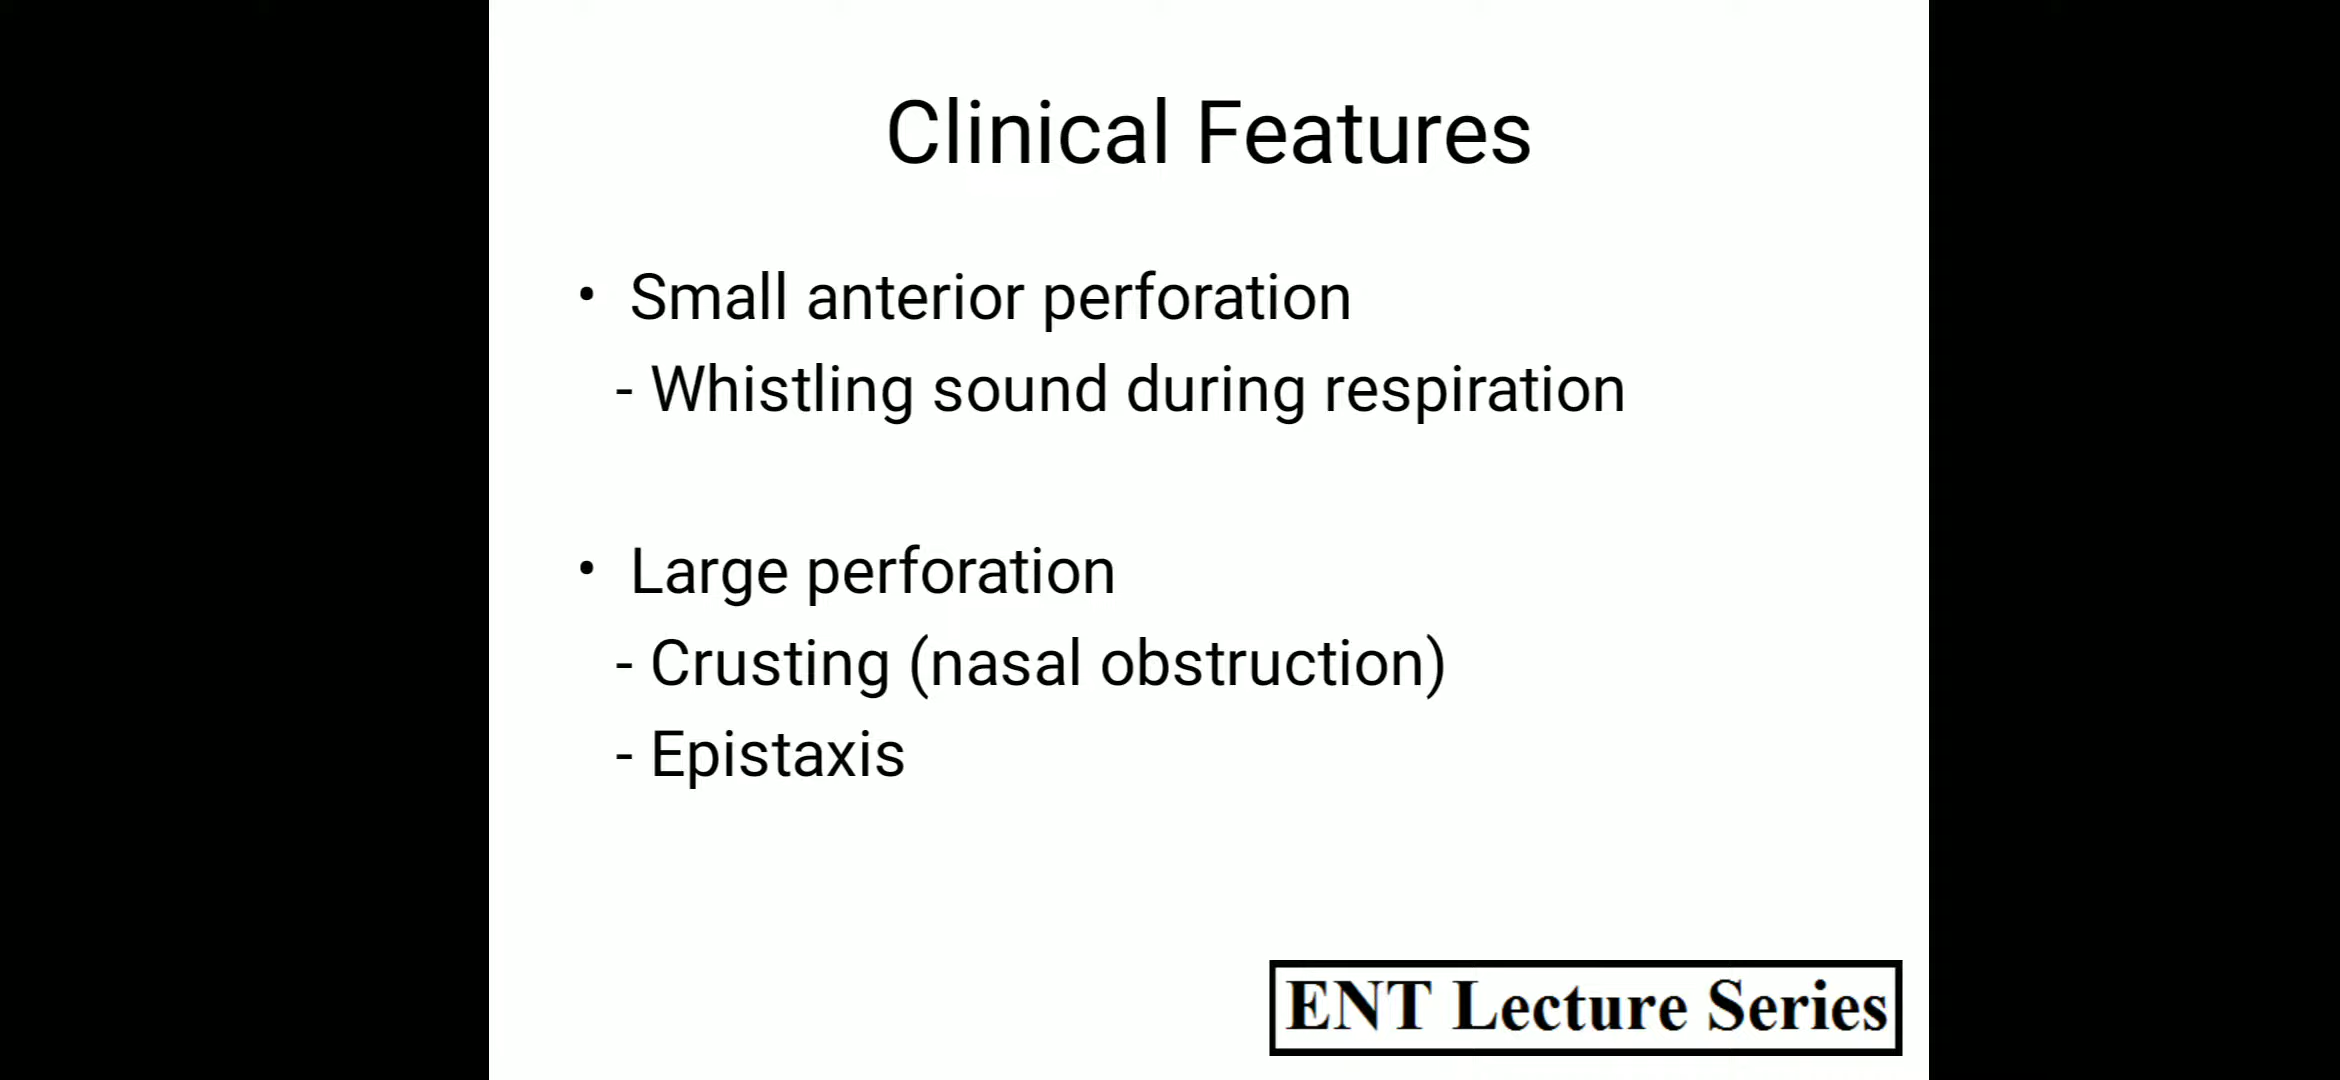 Clinical Features
• Small anterior perforation
- Whistling sound during respiration
• Large perforation
- Crusting (nasal obstruction)
- Epistaxis
ENT Lecture Series